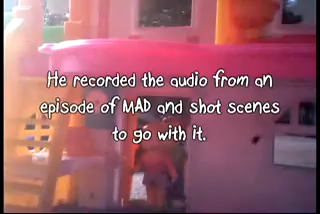 He recorded the audio from an
episode of MAD and shot scenes
to go with it.